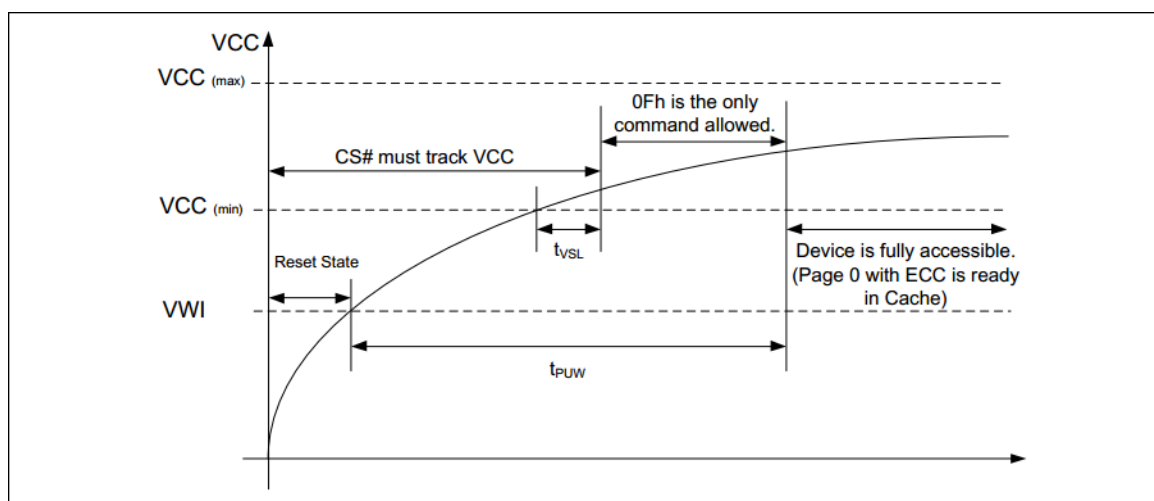 VCC
VCC (max)
0Fh is the only
command allowed.
CS# must track VCC
VCC (min)
tVSL
Device is fully accessible.
(Page 0 with ECC is ready
in Cache)
Reset State
VWI
tPUW